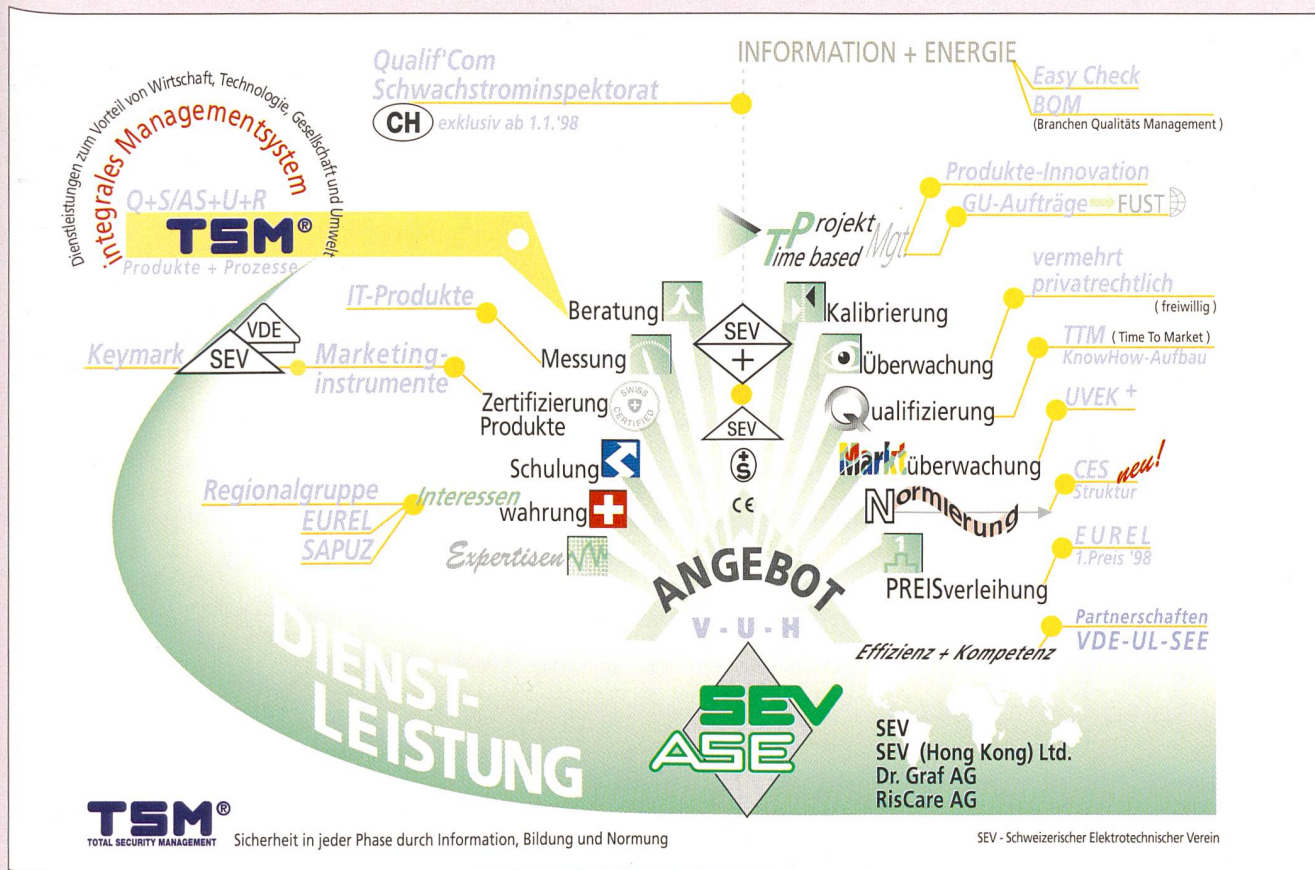 INFORMATION + ENERGIE
Qualif'Com
Schwachstrominspektorat
CH exklusiv ab 1.1.'98
Easy Check
BQM
(Branchen Qualitäts Management)
Dienstleistungen zum Vorteil von Wirtschaft, Technologie, Gesellschaft und Umwelt
integrales Managementsystem
Q+S/AS+U+R
TSM®
Produkte + Prozesse
Produkte-Innovation
GU-Aufträge FUST
Projekt
Time based Mgt.
vermehrt
privatrechtlich
(freiwillig)
IT-Produkte
Beratung
Kalibrierung
SEV
+
VDE
SEV
Keymark
Marketing-
instrumente
Messung
Überwachung
TTM (Time To Market)
KnowHow-Aufbau
Zertifizierung
Produkte
SWISS
CERTIFIED
Qualifizierung
UVEK +
SEV
Schulung
+
S
Marktüberwachung
CES neu!
Struktur
Regionalgruppe
EUREL
SAPUZ
Interessen
wahrung
CE
Normierung
Expertisen
1
EUREL
1.Preis '98
ANGEBOT
PREISverleihung
V - U - H
Partnerschaften
VDE-UL-SEE
Effizienz + Kompetenz
DIENST-
LEISTUNG
SEV
ASE
SEV
SEV (Hong Kong) Ltd.
Dr. Graf AG
RisCare AG
TSM®
TOTAL SECURITY MANAGEMENT
Sicherheit in jeder Phase durch Information, Bildung und Normung
SEV - Schweizerischer Elektrotechnischer Verein